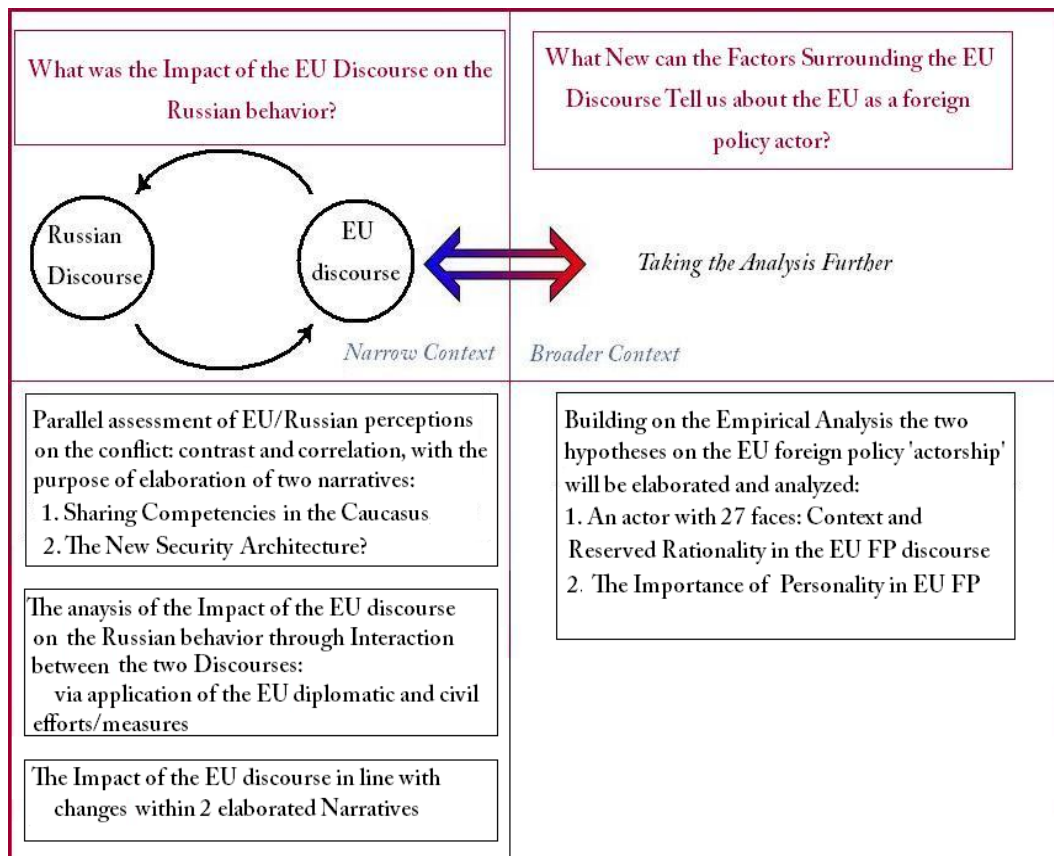 What was the Impact of the EU Discourse on the
Russian behavior?
What New can the Factors Surrounding the EU
Discourse Tell us about the EU as a foreign
policy actor?
Russian
Discourse
EU
discourse
Taking the Analysis Further
Narrow Context
Broader Context
Parallel assessment of EU/Russian perceptions
on the conflict: contrast and correlation, with the
purpose of elaboration of two narratives:
1. Sharing Competencies in the Caucasus
2. The New Security Architecture?
The anaysis of the Impact of the EU discourse
on the Russian behavior through Interaction
between the two Discourses:
via application of the EU diplomatic and civil
efforts/measures
The Impact of the EU discourse in line with
changes within 2 elaborated Narratives
Building on the Empirical Analysis the two
hypotheses on the EU foreign policy 'actorship'
will be elaborated and analyzed:
1. An actor with 27 faces: Context and
Reserved Rationality in the EU FP discourse
2. The Importance of Personality in EU FP